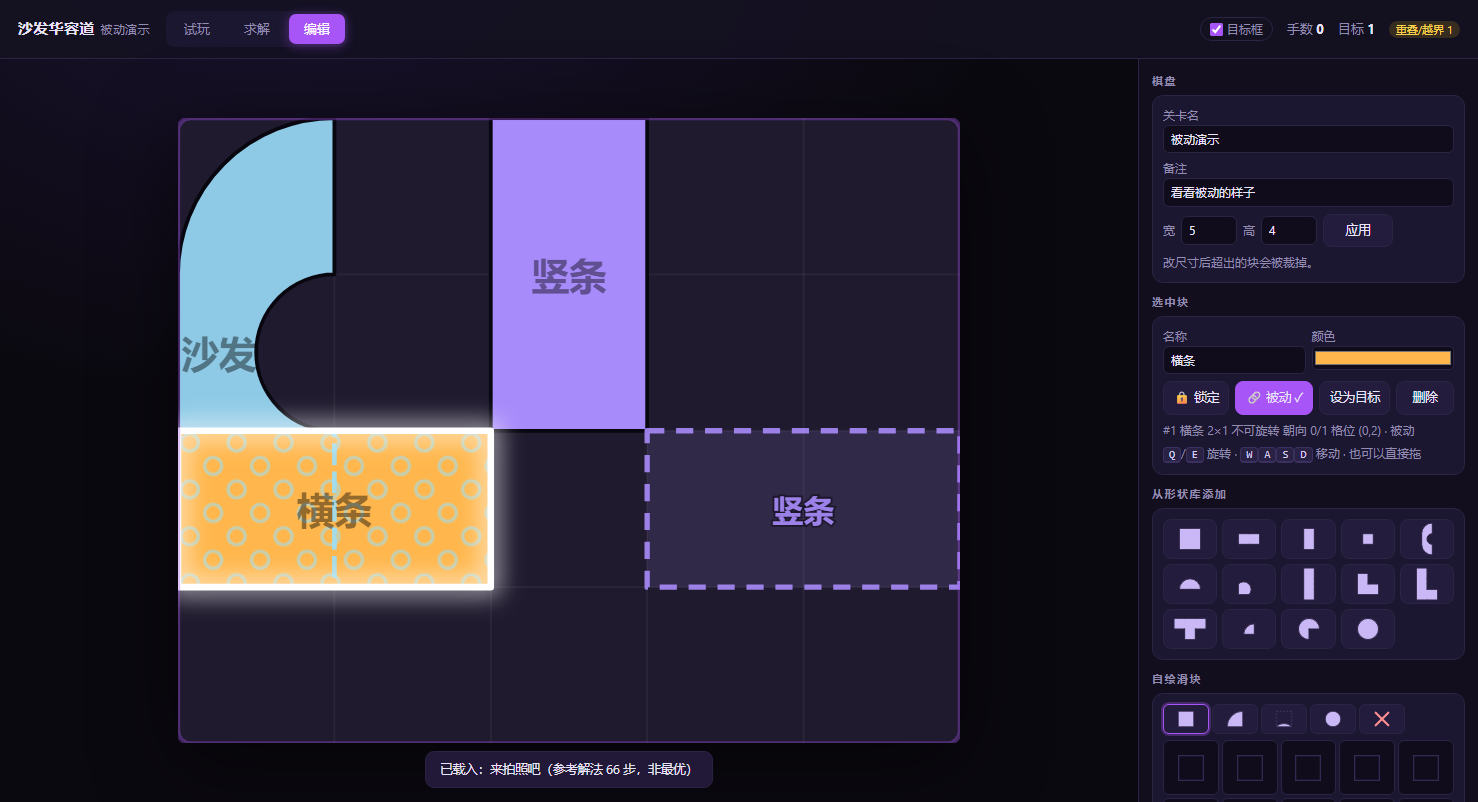 沙发华容道 被动演示 试玩 求解 编辑 目标框 手数 0 目标 1 重叠/越界 1
沙发
竖条
横条
竖条
已载入：来拍照吧（参考解法 66 步，非最优）
棋盘
关卡名
被动演示
备注
看看被动的样子
宽 5 高 4 应用
改尺寸后超出的块会被裁掉。
选中块
名称 颜色
横条
🔒 锁定 🔗 被动 ✓ 设为目标 删除
#1 横条 2×1 不可旋转 朝向 0/1 格位 (0,2) · 被动
Q/E 旋转 · W A S D 移动 · 也可以直接拖
从形状库添加
自绘滑块